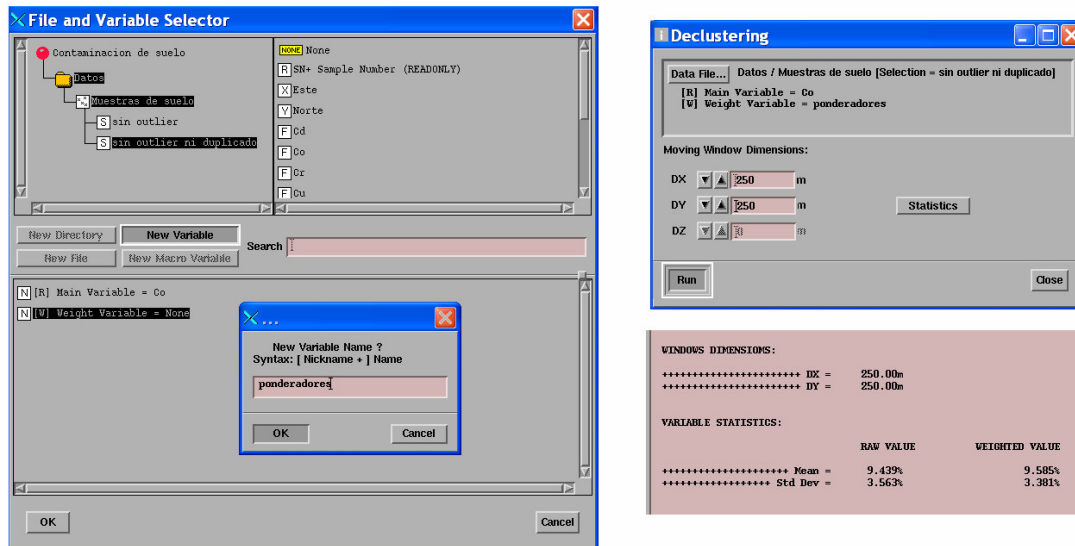 File and Variable Selector
Contaminacion de suelo
Datos
Muestras de suelo
S sin outlier
S sin outlier ni duplicado
NONE None
R SN+ Sample Number (READONLY)
X Este
Y Norte
F Cd
F Co
F Cr
F Cu
New Directory New Variable
New File New Macro Variable
Search
N [R] Main Variable = Co
N [W] Weight Variable = None
...
New Variable Name ?
Syntax: [ Nickname + ] Name
ponderadores
OK Cancel
OK Cancel
Declustering
Data File... Datos / Muestras de suelo [Selection = sin outlier ni duplicado]
[R] Main Variable = Co
[W] Weight Variable = ponderadores
Moving Window Dimensions:
DX 250 m
DY 250 m
DZ 0 m
Statistics
Run Close
WINDOWS DIMENSIONS:
+++++++++++++++++++++++ DX = 250.00m
+++++++++++++++++++++++ DY = 250.00m
VARIABLE STATISTICS:
RAW VALUE WEIGHTED VALUE
+++++++++++++++++++++ Mean = 9.439% 9.585%
++++++++++++++++++ Std Dev = 3.563% 3.381%